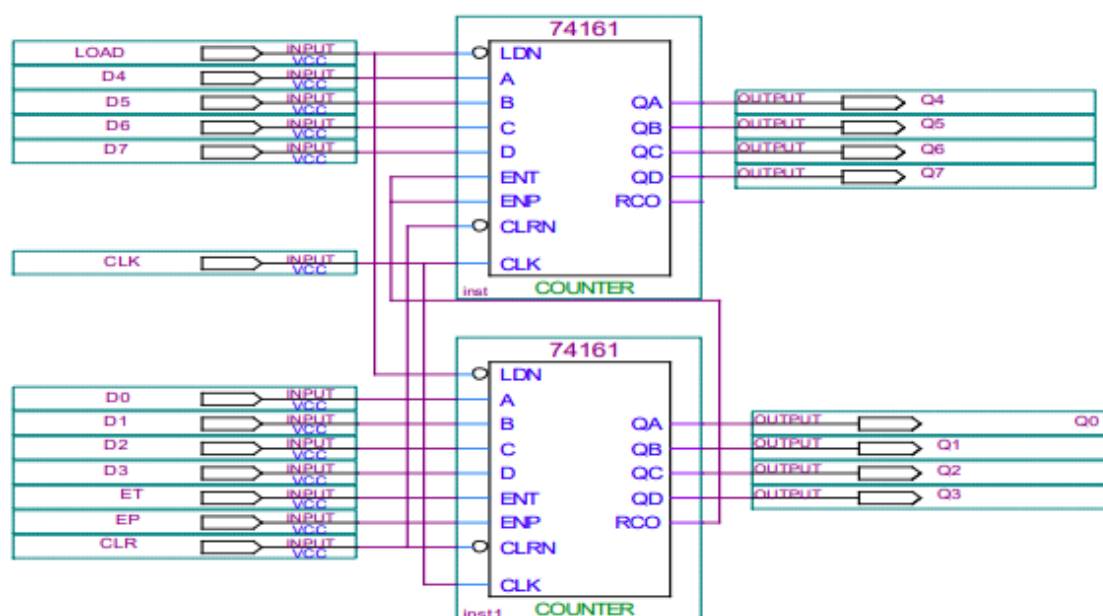 74161
LOAD INPUT VCC LDN
D4 INPUT VCC A
D5 INPUT VCC B QA OUTPUT Q4
D6 INPUT VCC C QB OUTPUT Q5
D7 INPUT VCC D QC OUTPUT Q6
ENT QD OUTPUT Q7
ENP RCO
CLRN
CLK INPUT VCC CLK
inst COUNTER
74161
LDN
D0 INPUT VCC A
D1 INPUT VCC B QA OUTPUT Q0
D2 INPUT VCC C QB OUTPUT Q1
D3 INPUT VCC D QC OUTPUT Q2
ET INPUT VCC ENT QD OUTPUT Q3
EP INPUT VCC ENP RCO
CLR INPUT VCC CLRN
CLK
inst1 COUNTER